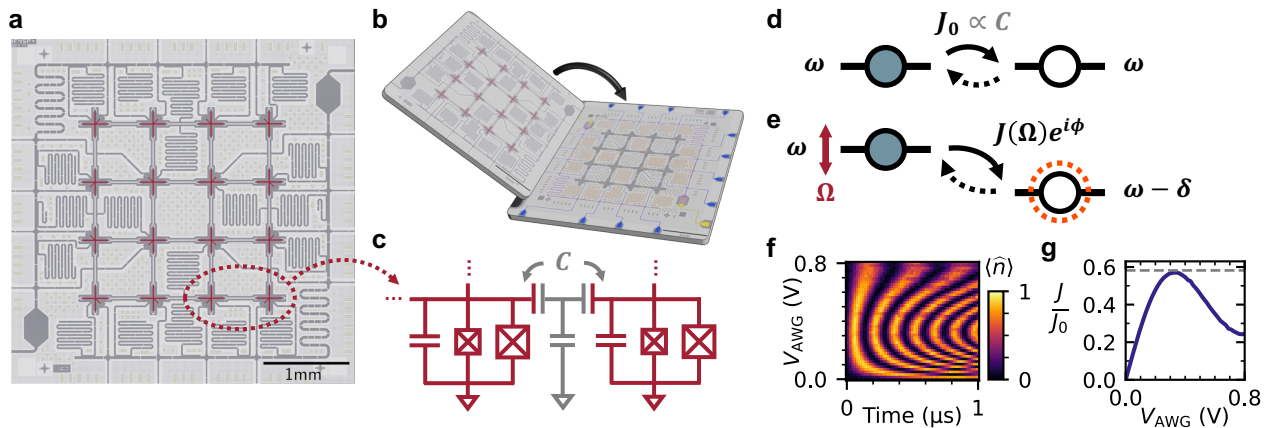 a
1mm
b
c
C
d
J₀ ∝ C
ω
ω
e
J(Ω)e^{iϕ}
ω
Ω
ω − δ
f
⟨n̂⟩
0.8
V_AWG (V)
0.0
0
1
Time (µs)
1
0
g
J/J₀
0.6
0.4
0.2
0.0
0.0
0.8
V_AWG (V)